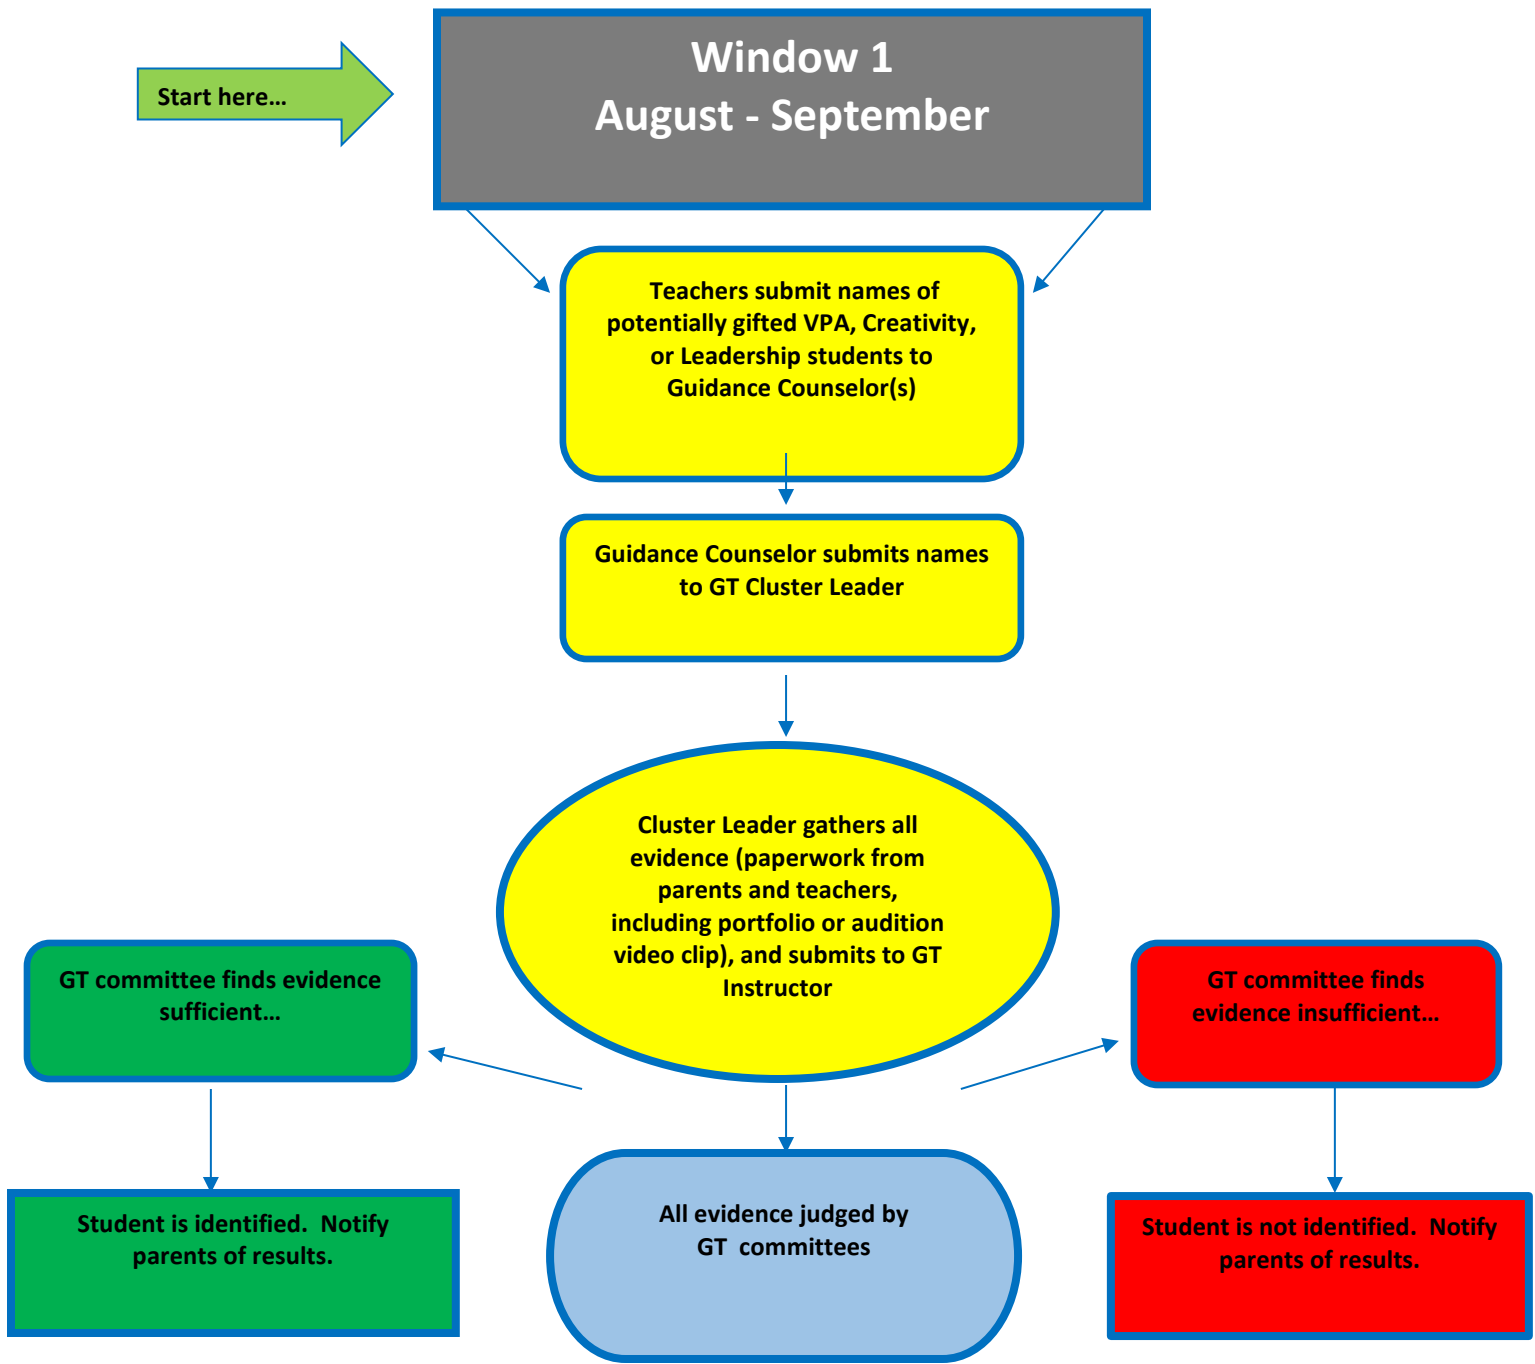 Start here…
Window 1
August - September
Teachers submit names of
potentially gifted VPA, Creativity,
or Leadership students to
Guidance Counselor(s)
Guidance Counselor submits names
to GT Cluster Leader
Cluster Leader gathers all
evidence (paperwork from
parents and teachers,
including portfolio or audition
video clip), and submits to GT
Instructor
GT committee finds evidence
sufficient…
GT committee finds
evidence insufficient…
Student is identified.  Notify
parents of results.
All evidence judged by
GT  committees
Student is not identified.  Notify
parents of results.